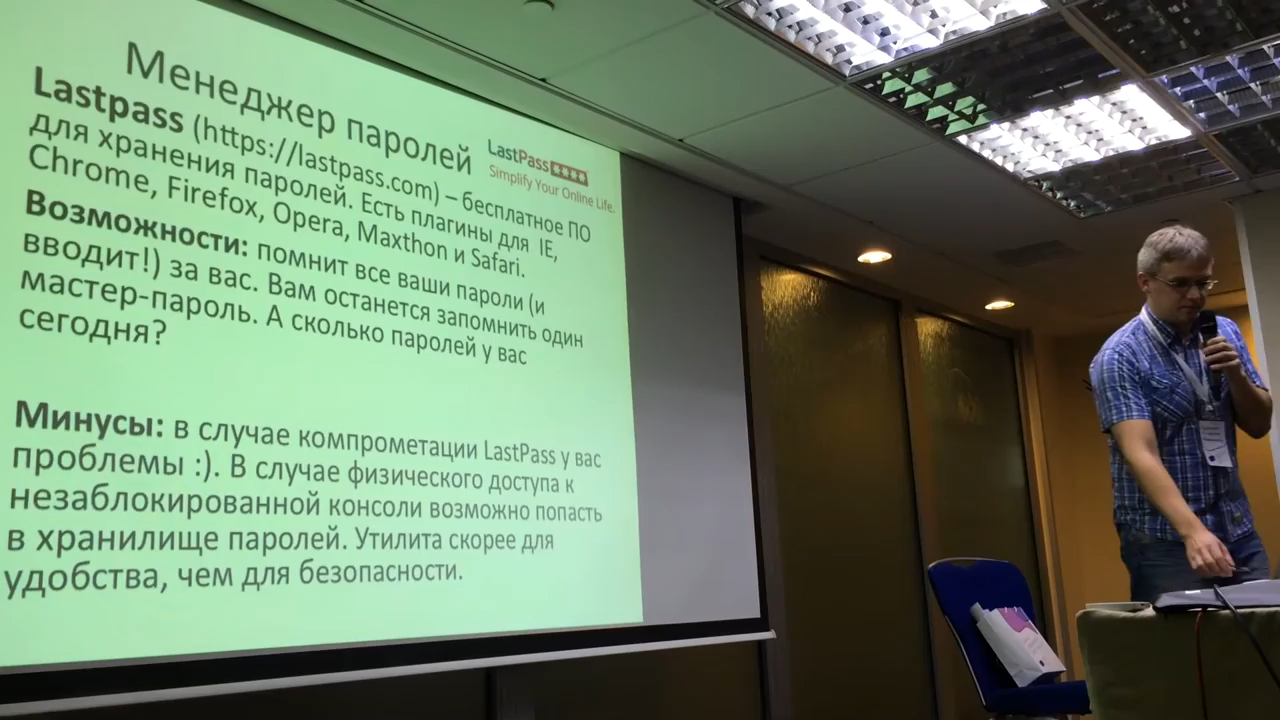 Менеджер паролей
Lastpass (https://lastpass.com) – бесплатное ПО
для хранения паролей. Есть плагины для IE,
Chrome, Firefox, Opera, Maxthon и Safari.
Возможности: помнит все ваши пароли (и
вводит!) за вас. Вам останется запомнить один
мастер-пароль. А сколько паролей у вас
сегодня?
Минусы: в случае компрометации LastPass у вас
проблемы :). В случае физического доступа к
незаблокированной консоли возможно попасть
в хранилище паролей. Утилита скорее для
удобства, чем для безопасности.
LastPass ****
Simplify Your Online Life.